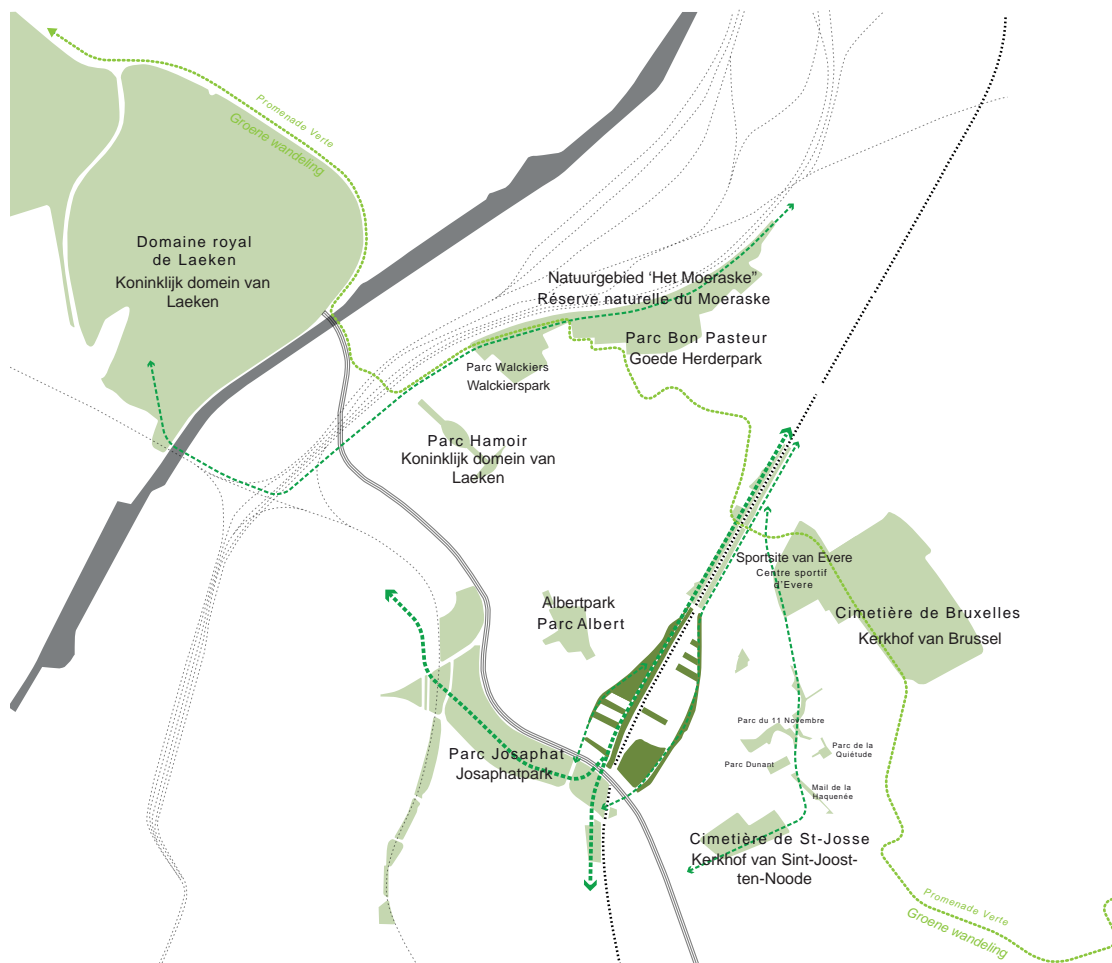 Promenade Verte
Groene wandeling
Domaine royal
de Laeken
Koninklijk domein van
Laeken
Natuurgebied ‘Het Moeraske”
Réserve naturelle du Moeraske
Parc Bon Pasteur
Goede Herderpark
Parc Walckiers
Walckierspark
Parc Hamoir
Koninklijk domein van
Laeken
Sportsite van Evere
Centre sportif
d'Evere
Albertpark
Parc Albert
Cimetière de Bruxelles
Kerkhof van Brussel
Parc du 11 Novembre
Parc de la
Quiétude
Parc Josaphat
Josaphatpark
Parc Dunant
Mail de la
Haquenée
Cimetière de St-Josse
Kerkhof van Sint-Joost-
ten-Noode
Promenade Verte
Groene wandeling